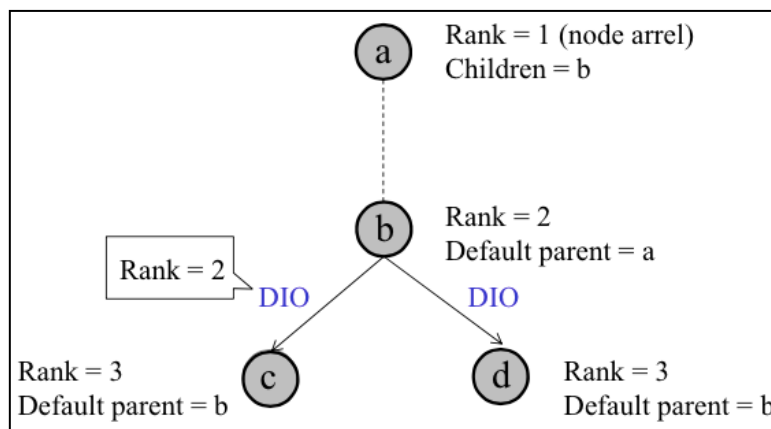 a
Rank = 1 (node arrel)
Children = b
b
Rank = 2
Default parent = a
Rank = 2
DIO
DIO
c
Rank = 3
Default parent = b
d
Rank = 3
Default parent = b